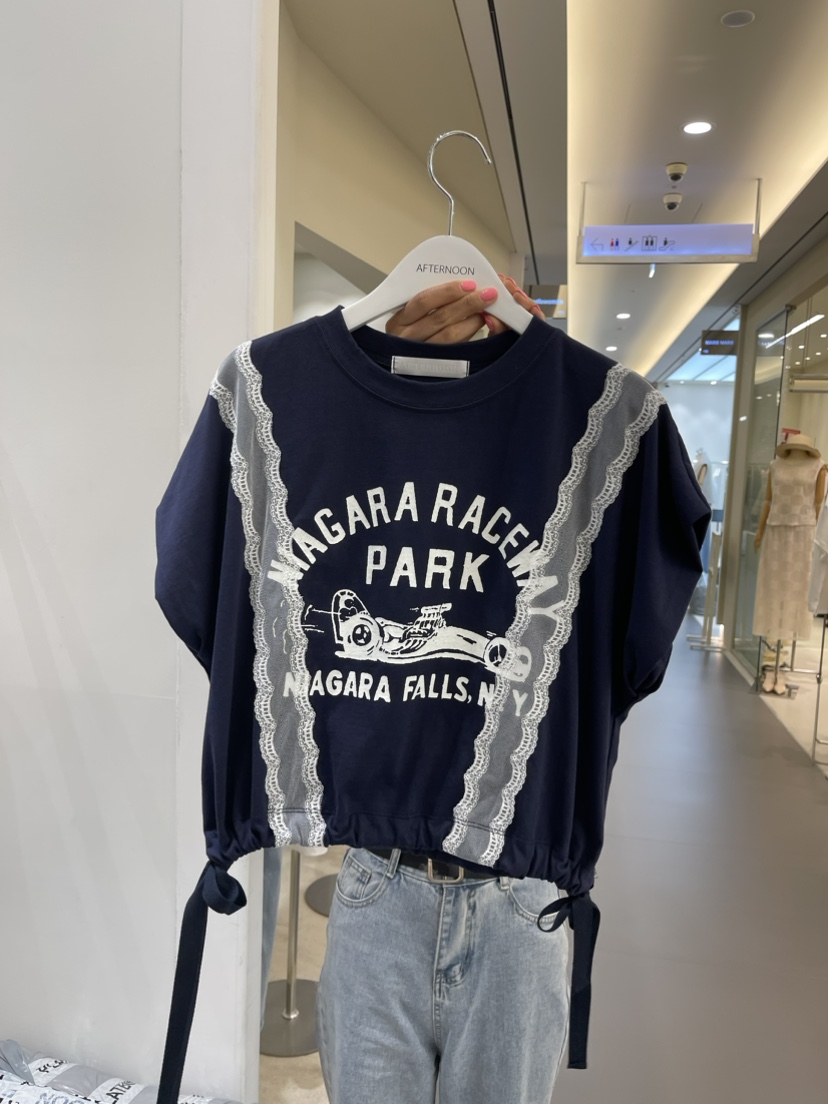 AFTERNOON
NIAGARA RACEWAY
PARK
NIAGARA FALLS, NY